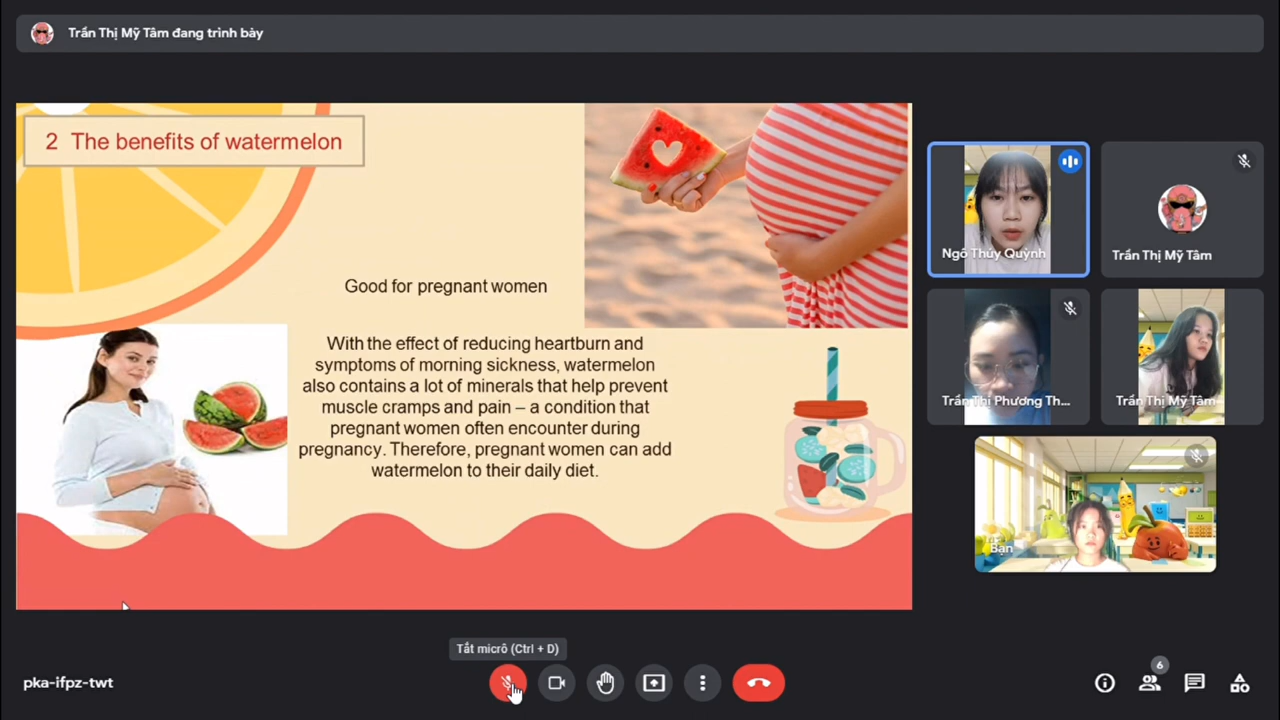 Trần Thị Mỹ Tâm đang trình bày
2 The benefits of watermelon
Good for pregnant women
With the effect of reducing heartburn and
symptoms of morning sickness, watermelon
also contains a lot of minerals that help prevent
muscle cramps and pain – a condition that
pregnant women often encounter during
pregnancy. Therefore, pregnant women can add
watermelon to their daily diet.
Ngô Thúy Quỳnh
Trần Thị Mỹ Tâm
Trần Thị Phương Th...
Trần Thị Mỹ Tâm
Bạn
Tắt micrô (Ctrl + D)
pka-ifpz-twt
6